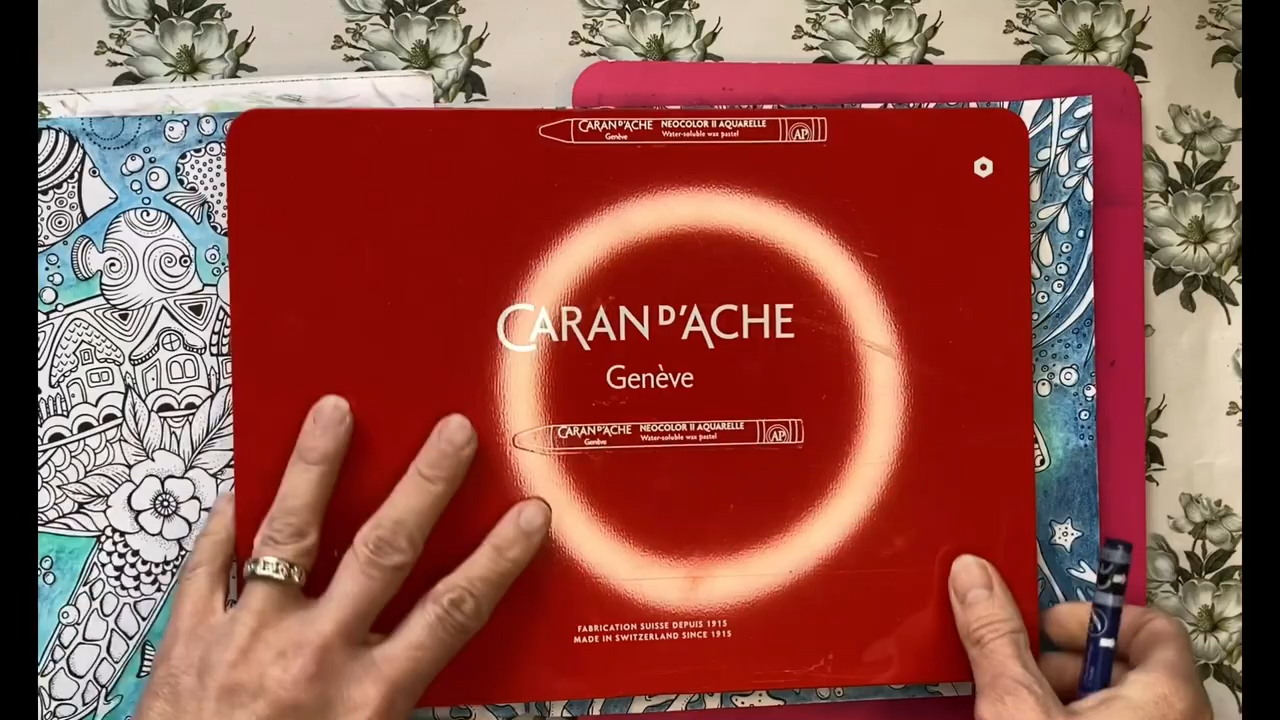 CARAN D'ACHE NEOCOLOR II AQUARELLE
Genève Water-soluble wax pastel AP
CARAN D'ACHE
Genève
CARAN D'ACHE NEOCOLOR II AQUARELLE
Genève Water-soluble wax pastel AP
FABRICATION SUISSE DEPUIS 1915
MADE IN SWITZERLAND SINCE 1915